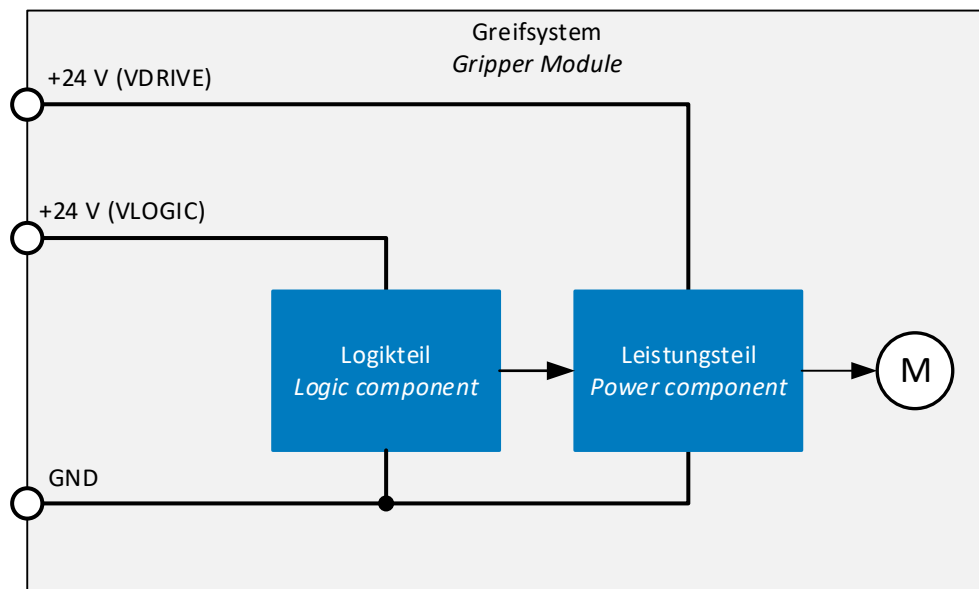 Greifsystem
Gripper Module
+24 V (VDRIVE)
+24 V (VLOGIC)
Logikteil
Logic component
Leistungsteil
Power component
M
GND